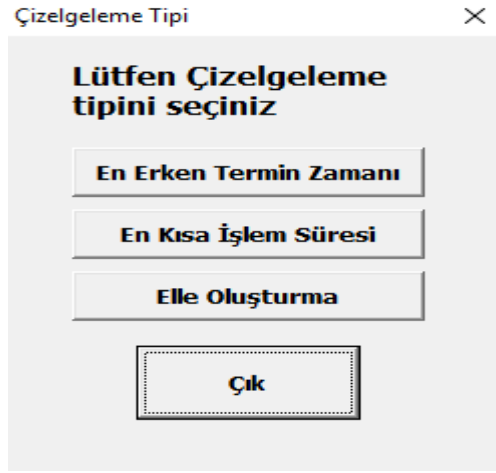 Çizelgeleme Tipi
Lütfen Çizelgeleme
tipini seçiniz
En Erken Termin Zamanı
En Kısa İşlem Süresi
Elle Oluşturma
Çık